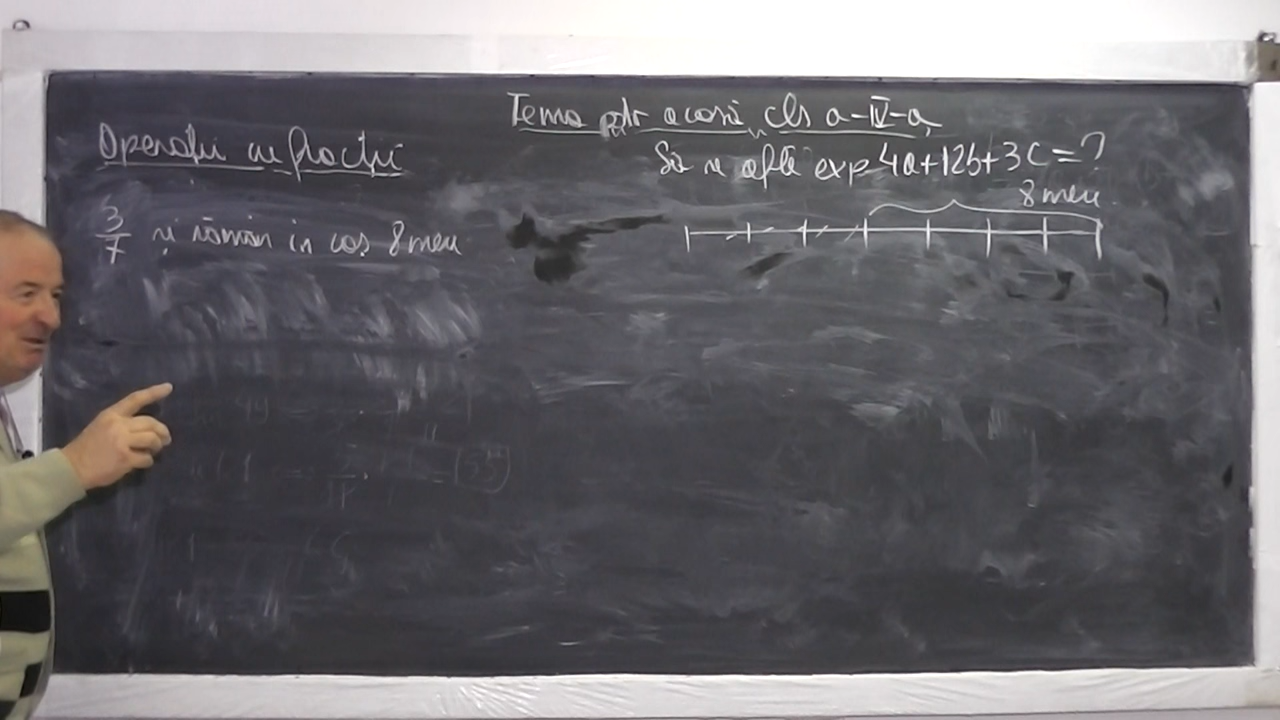 Tema ptr acasă cls a-IV-a
Operații cu fracții
Să se afle exp 4a+12b+3c=?
8 mere
3/7 și rămân în coș 8 mere